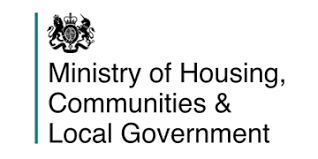 Ministry of Housing,
Communities &
Local Government